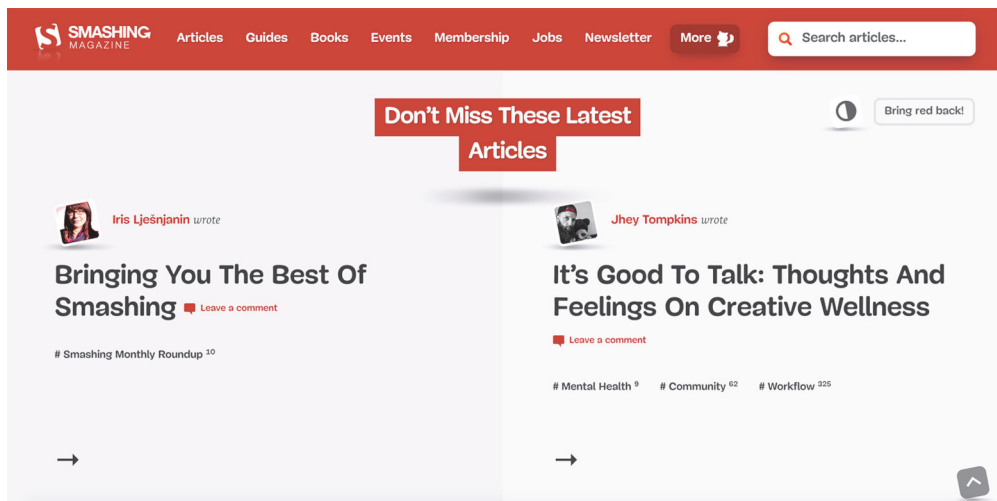 SMASHING
MAGAZINE
Articles Guides Books Events Membership Jobs Newsletter More Search articles...
Don't Miss These Latest
Articles
Bring red back!
Iris Lješnjanin wrote
Bringing You The Best Of
Smashing Leave a comment
# Smashing Monthly Roundup 10
Jhey Tompkins wrote
It's Good To Talk: Thoughts And
Feelings On Creative Wellness
Leave a comment
# Mental Health 9 # Community 62 # Workflow 325